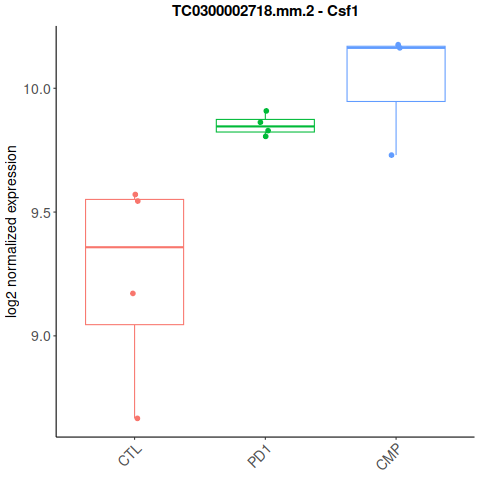 TC0300002718.mm.2 - Csf1
log2 normalized expression
10.0
9.5
9.0
CTL
PD1
CMP